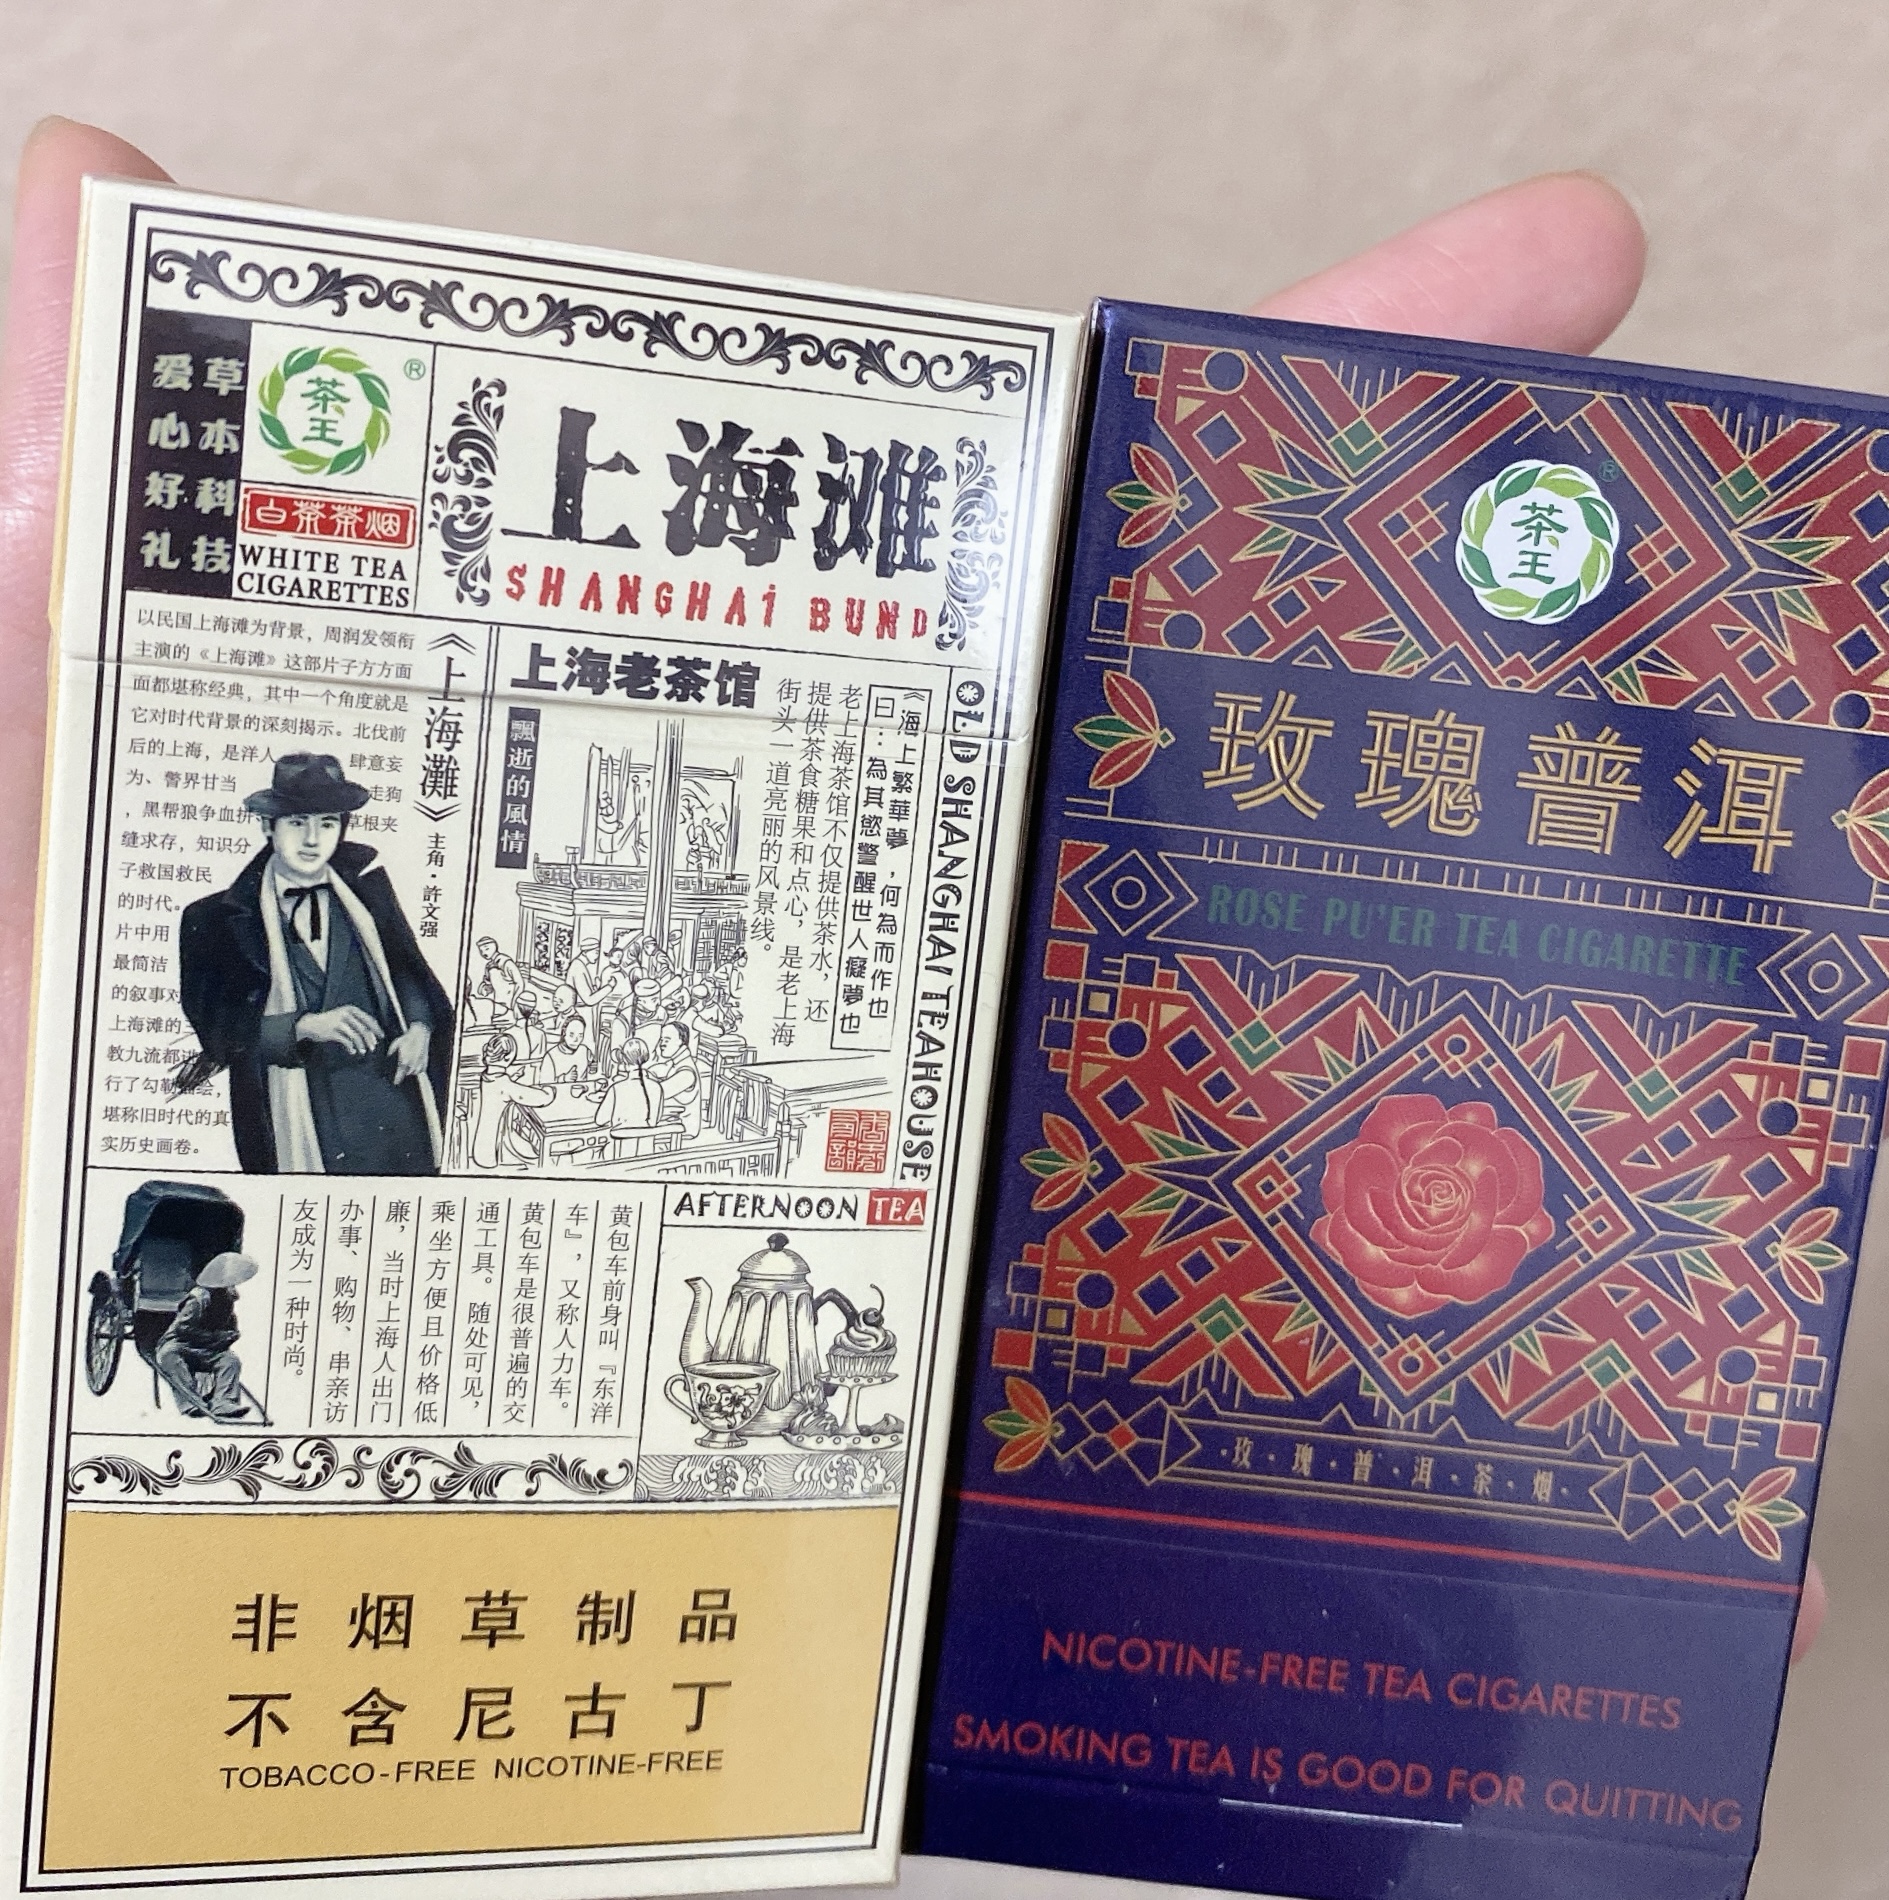 爱心好礼
草本科技
茶王
®
白茶茶烟
WHITE TEA
CIGARETTES
上海滩
SHANGHAI BUND
以民国上海滩为背景，周润发领衔
主演的《上海滩》这部片子方方面
面都堪称经典，其中一个角度就是
它对时代背景的深刻揭示。北伐前
后的上海，是洋人 肆意妄
为、警界甘当 走狗
，黑帮狼争血拼 草根夹
缝求存，知识分
子救国救民
的时代。
片中用
最简洁
的叙事对
上海滩的三
教九流都进
行了勾勒描绘，
堪称旧时代的真
实历史画卷。
《上海灘》
主角·許文强
上海老茶馆
飄逝的風情
《海上繁華夢，何為而作也
曰：為其慾警醒世人癡夢也
老上海茶馆不仅提供茶水，还
提供茶食糖果和点心，是老上海
街头一道亮丽的风景线。
OLD SHANGHAI TEAHOUSE
黄包车前身叫『东洋
车』，又称人力车。
黄包车是很普遍的交
通工具。随处可见，
乘坐方便且价格低
廉，当时上海人出门
办事、购物、串亲访
友成为一种时尚。
AFTERNOON TEA
非烟草制品
不含尼古丁
TOBACCO-FREE NICOTINE-FREE
茶王
®
玫瑰普洱
ROSE PU'ER TEA CIGARETTE
·玫·瑰·普·洱·茶·烟·
NICOTINE-FREE TEA CIGARETTES
SMOKING TEA IS GOOD FOR QUITTING